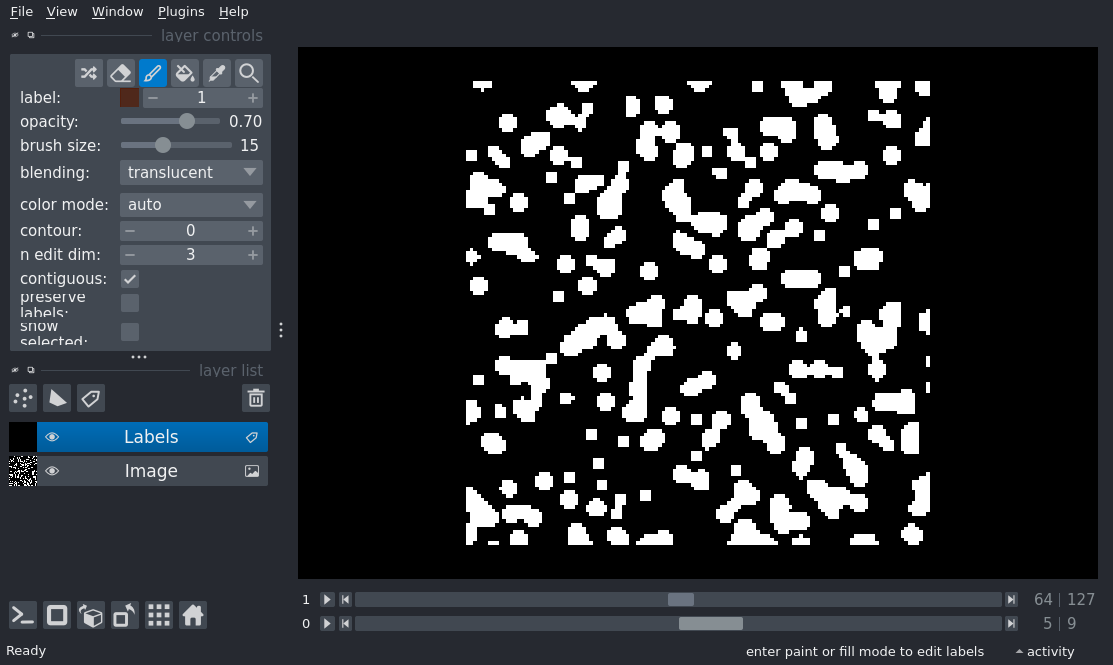 File View Window Plugins Help
layer controls
label: 1
opacity: 0.70
brush size: 15
blending: translucent
color mode: auto
contour: 0
n edit dim: 3
contiguous:
preserve
labels:
show
selected:
layer list
Labels
Image
1 64 | 127
0 5 | 9
Ready enter paint or fill mode to edit labels activity